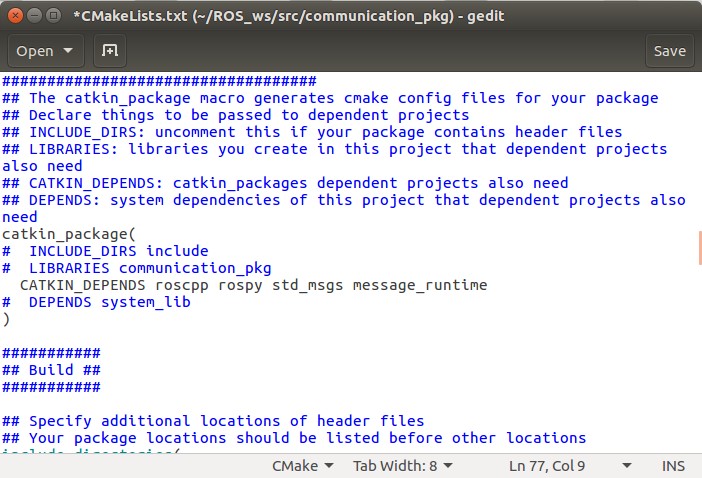 *CMakeLists.txt (~/ROS_ws/src/communication_pkg) - gedit
Open Save
###################################
## The catkin_package macro generates cmake config files for your package
## Declare things to be passed to dependent projects
## INCLUDE_DIRS: uncomment this if your package contains header files
## LIBRARIES: libraries you create in this project that dependent projects
also need
## CATKIN_DEPENDS: catkin_packages dependent projects also need
## DEPENDS: system dependencies of this project that dependent projects also
need
catkin_package(
#  INCLUDE_DIRS include
#  LIBRARIES communication_pkg
  CATKIN_DEPENDS roscpp rospy std_msgs message_runtime
#  DEPENDS system_lib
)
###########
## Build ##
###########
## Specify additional locations of header files
## Your package locations should be listed before other locations
include_directories(
CMake Tab Width: 8 Ln 77, Col 9 INS